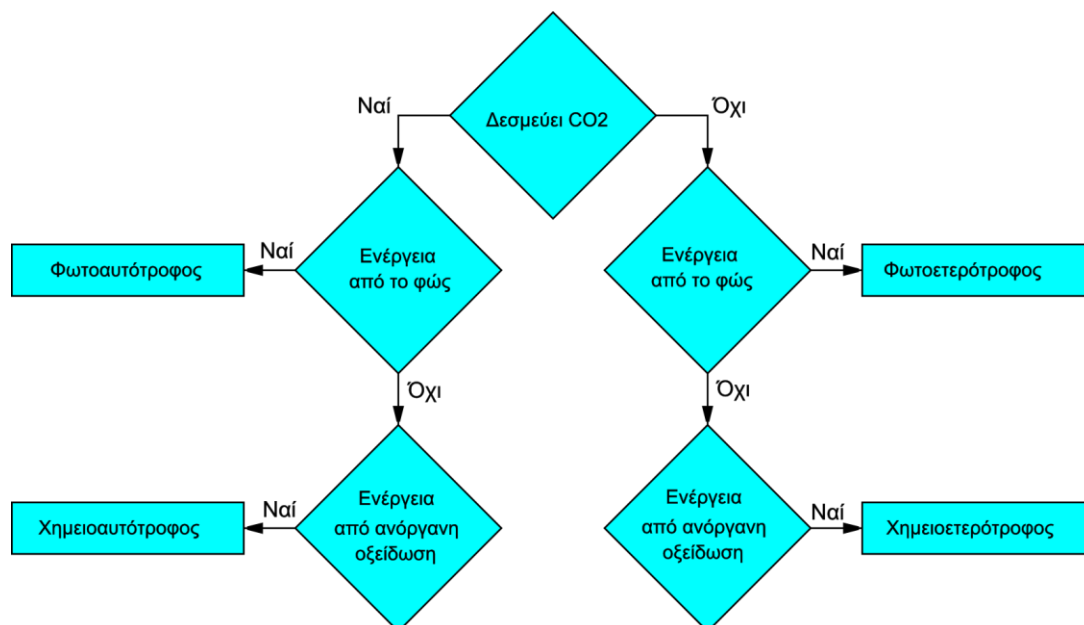 Δεσμεύει CO2
Ναί
Όχι
Ενέργεια
από το φώς
Ενέργεια
από το φώς
Ναί
Φωτοαυτότροφος
Ναί
Φωτοετερότροφος
Όχι
Όχι
Ενέργεια
από ανόργανη
οξείδωση
Ενέργεια
από ανόργανη
οξείδωση
Ναί
Χημειοαυτότροφος
Ναί
Χημειοετερότροφος